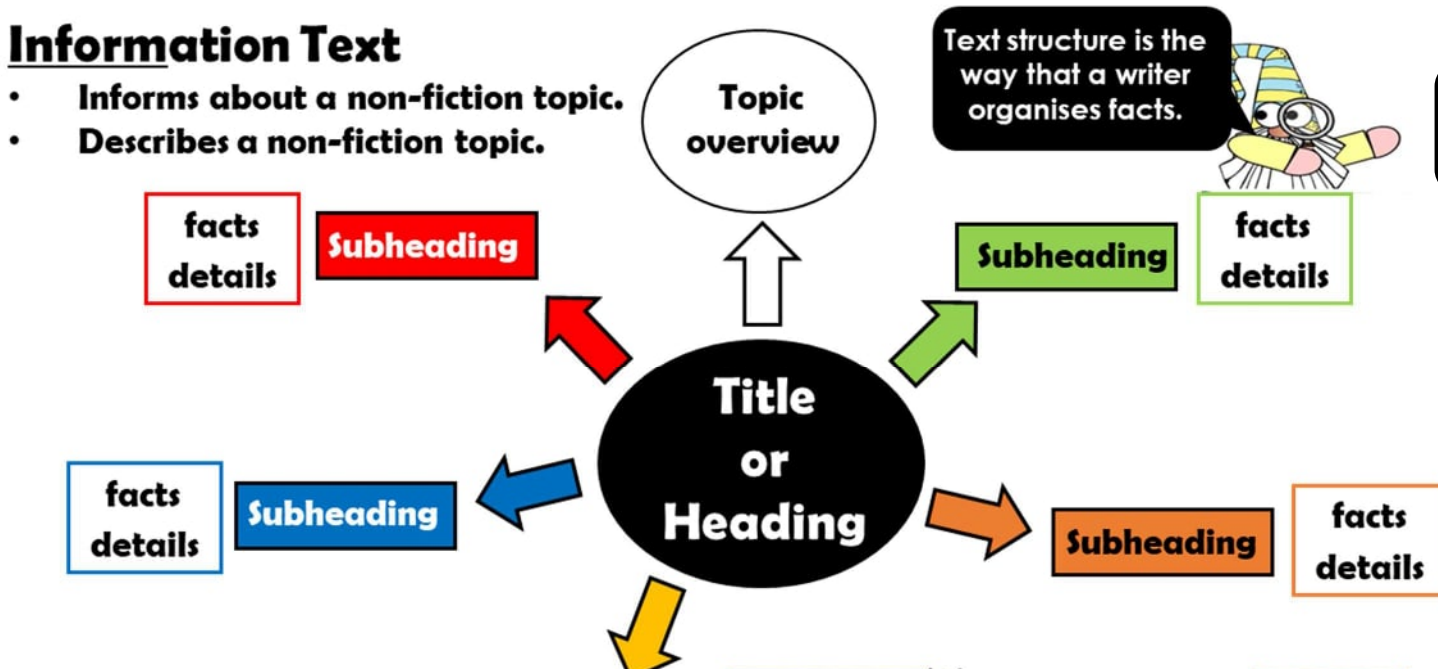 Information Text
• Informs about a non-fiction topic.
• Describes a non-fiction topic.
Topic
overview
Text structure is the
way that a writer
organises facts.
facts
details
Subheading
Subheading
facts
details
Title
or
Heading
facts
details
Subheading
Subheading
facts
details